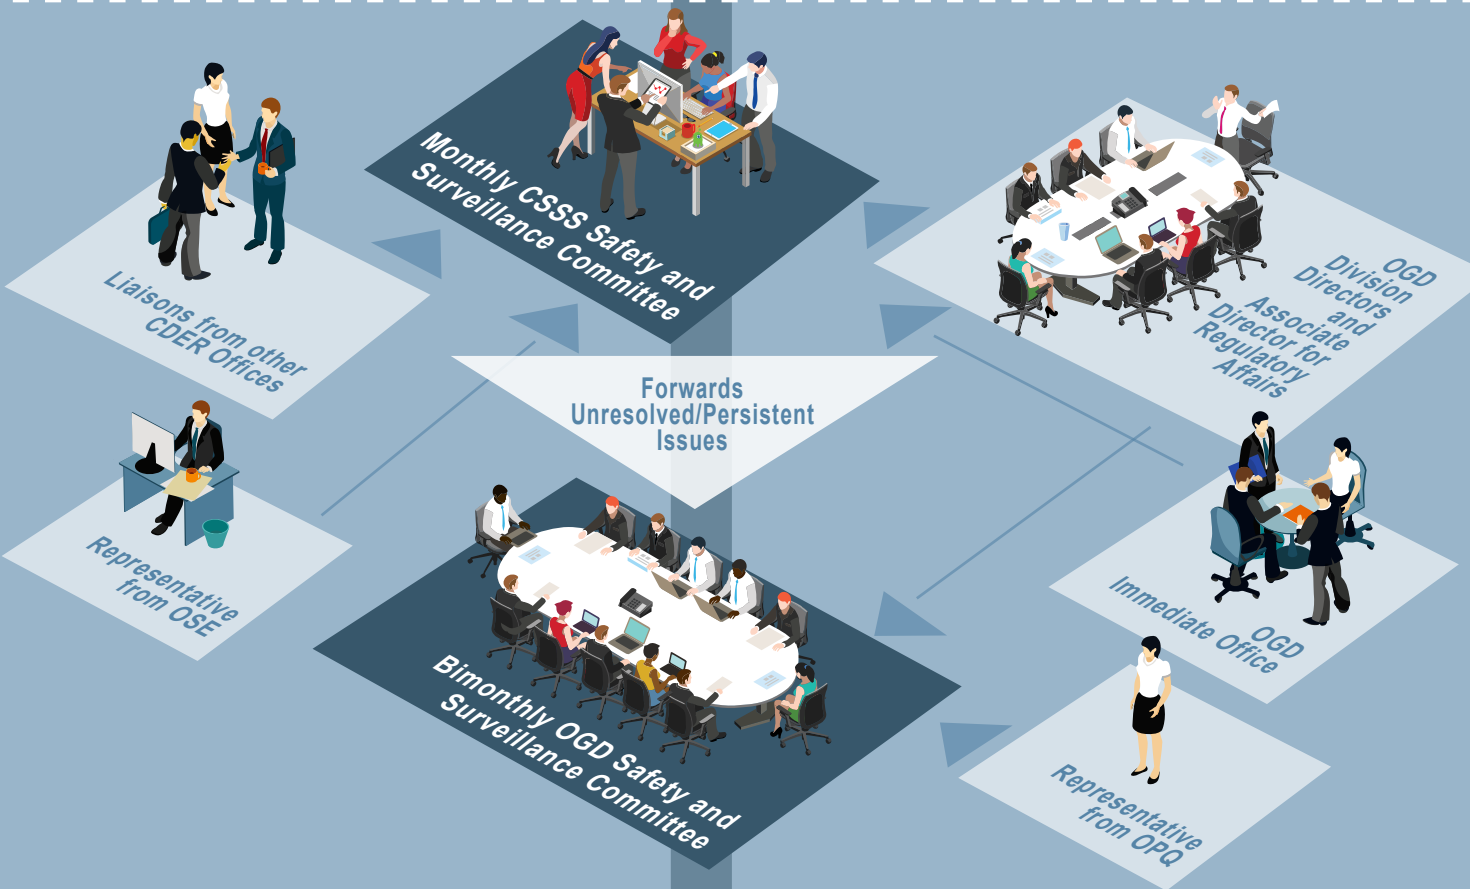 Monthly CSSS Safety and
Surveillance Committee
Liaisons from other
CDER Offices
OGD
Division
Directors
and
Associate
Director for
Regulatory
Affairs
Forwards
Unresolved/Persistent
Issues
Representative
from OSE
OGD
Immediate Office
Bimonthly OGD Safety and
Surveillance Committee
Representative
from OPQ